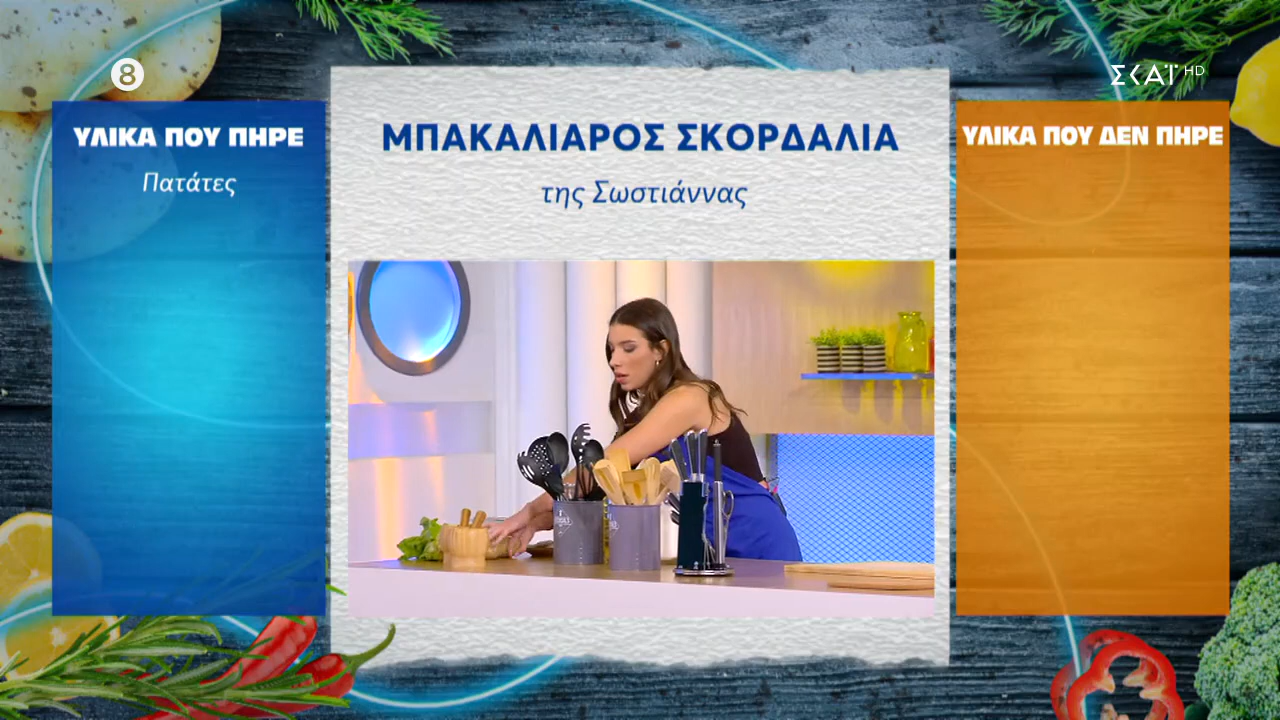 8
ΣΚΑΪ HD
ΥΛΙΚΑ ΠΟΥ ΠΗΡΕ
Πατάτες
ΜΠΑΚΑΛΙΑΡΟΣ ΣΚΟΡΔΑΛΙΑ
της Σωστιάννας
ΥΛΙΚΑ ΠΟΥ ΔΕΝ ΠΗΡΕ